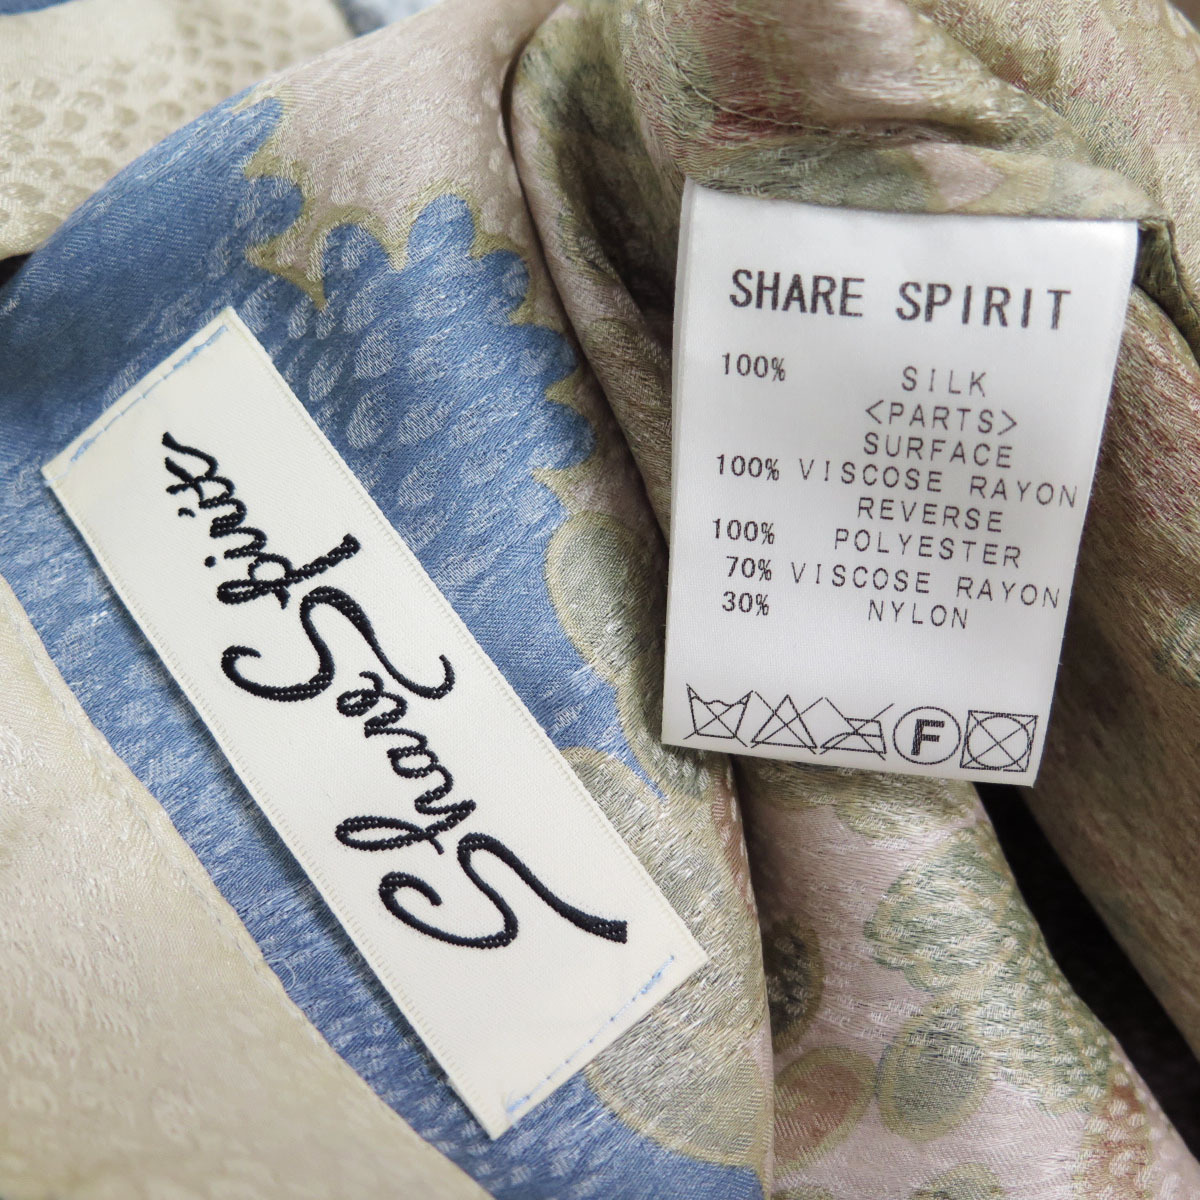 Share Spirit
SHARE SPIRIT
100% SILK
<PARTS>
SURFACE
100% VISCOSE RAYON
REVERSE
100% POLYESTER
70% VISCOSE RAYON
30% NYLON
F